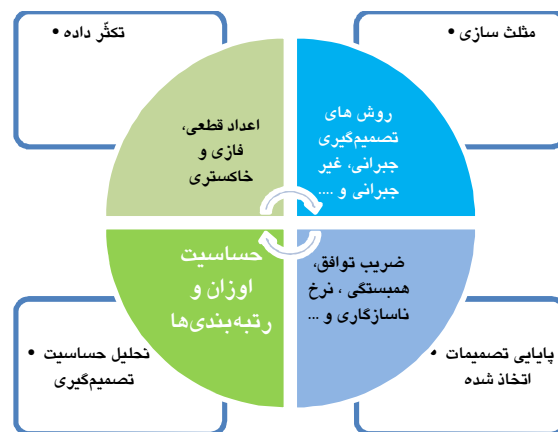 مثلث سازی •
تکثّر داده •
روش های
تصمیم‌گیری
جبرانی، غیر
جبرانی و ....
اعداد قطعی،
فازی و
خاکستری
ضریب توافق،
همبستگی ، نرخ
ناسازگاری و ...
حساسیت
اوزان و
رتبه‌بندی‌ها
پایایی تصمیمات •
اتخاذ شده
تحلیل حساسیت •
تصمیم‌گیری